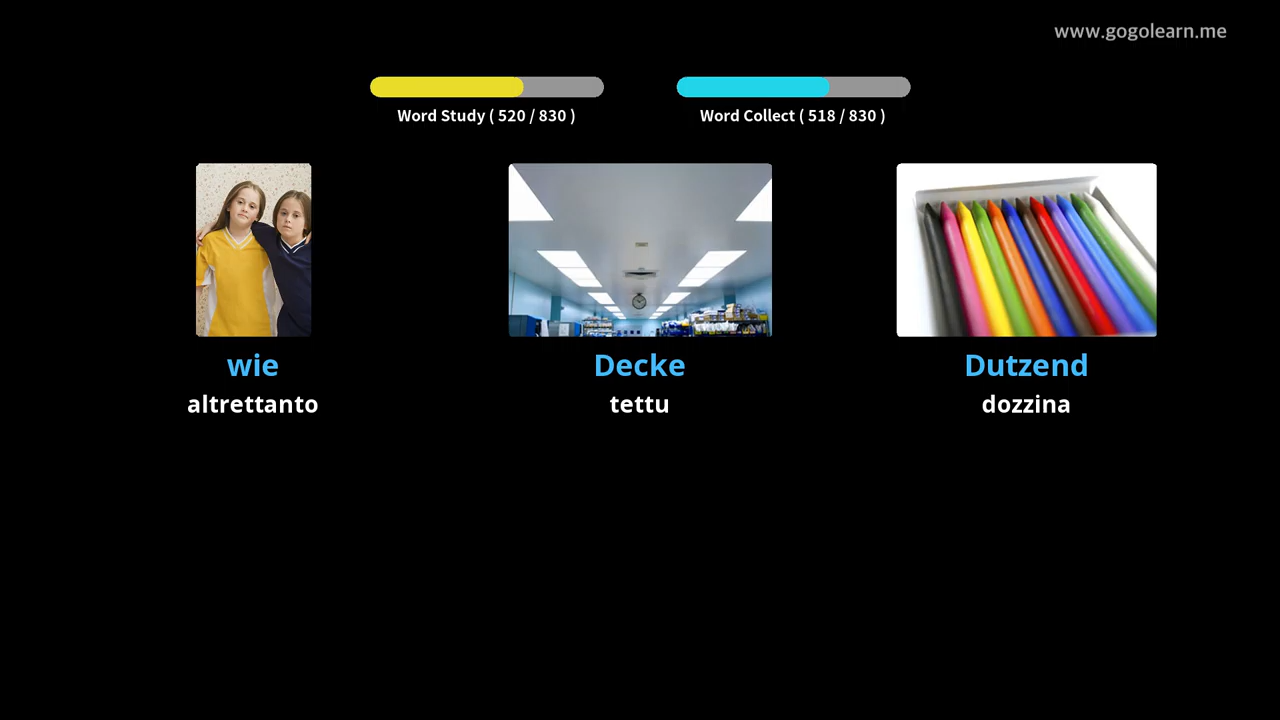 www.gogolearn.me
Word Study ( 520 / 830 )
Word Collect ( 518 / 830 )
wie
altrettanto
Decke
tettu
Dutzend
dozzina